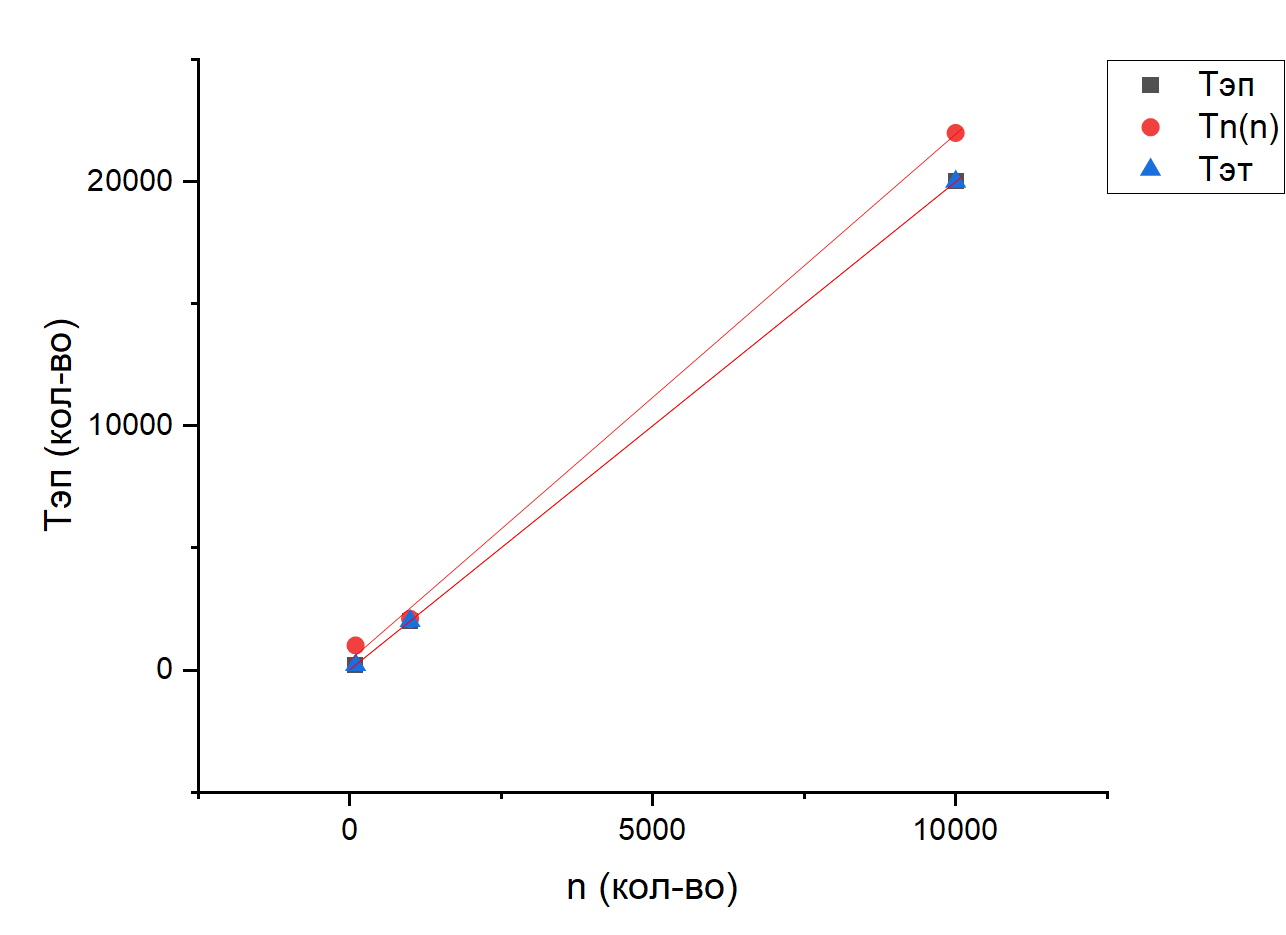 Тэп
Tn(n)
Тэт
20000
10000
0
Тэп (кол-во)
0
5000
10000
n (кол-во)